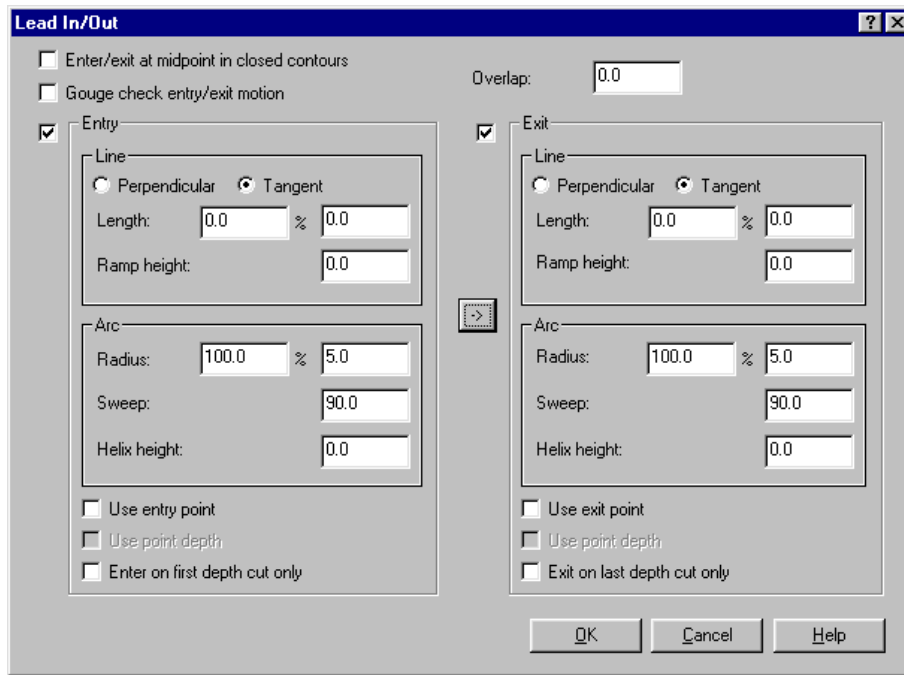 Lead In/Out
Enter/exit at midpoint in closed contours
Gouge check entry/exit motion
Overlap: 0.0
Entry
Line
Perpendicular Tangent
Length: 0.0 % 0.0
Ramp height: 0.0
Arc
Radius: 100.0 % 5.0
Sweep: 90.0
Helix height: 0.0
Use entry point
Use point depth
Enter on first depth cut only
->
Exit
Line
Perpendicular Tangent
Length: 0.0 % 0.0
Ramp height: 0.0
Arc
Radius: 100.0 % 5.0
Sweep: 90.0
Helix height: 0.0
Use exit point
Use point depth
Exit on last depth cut only
OK Cancel Help